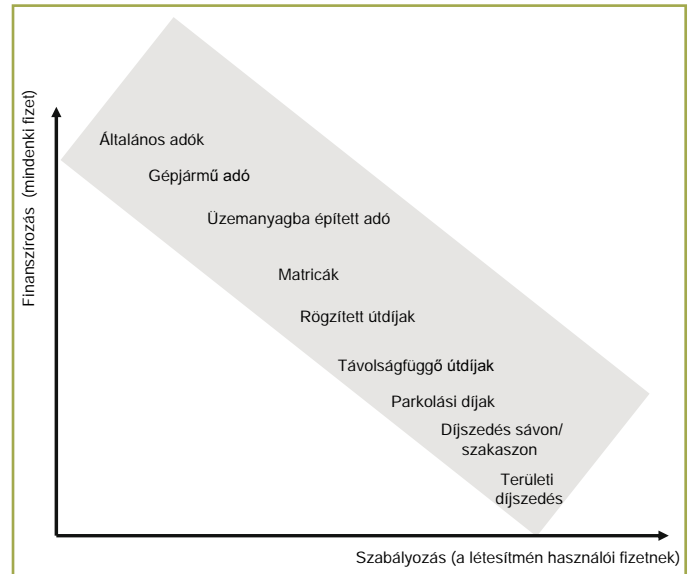 Finanszírozás (mindenki fizet)
Általános adók
Gépjármű adó
Üzemanyagba épített adó
Matricák
Rögzített útdíjak
Távolságfüggő útdíjak
Parkolási díjak
Díjszedés sávon/
szakaszon
Területi
díjszedés
Szabályozás (a létesítmén használói fizetnek)